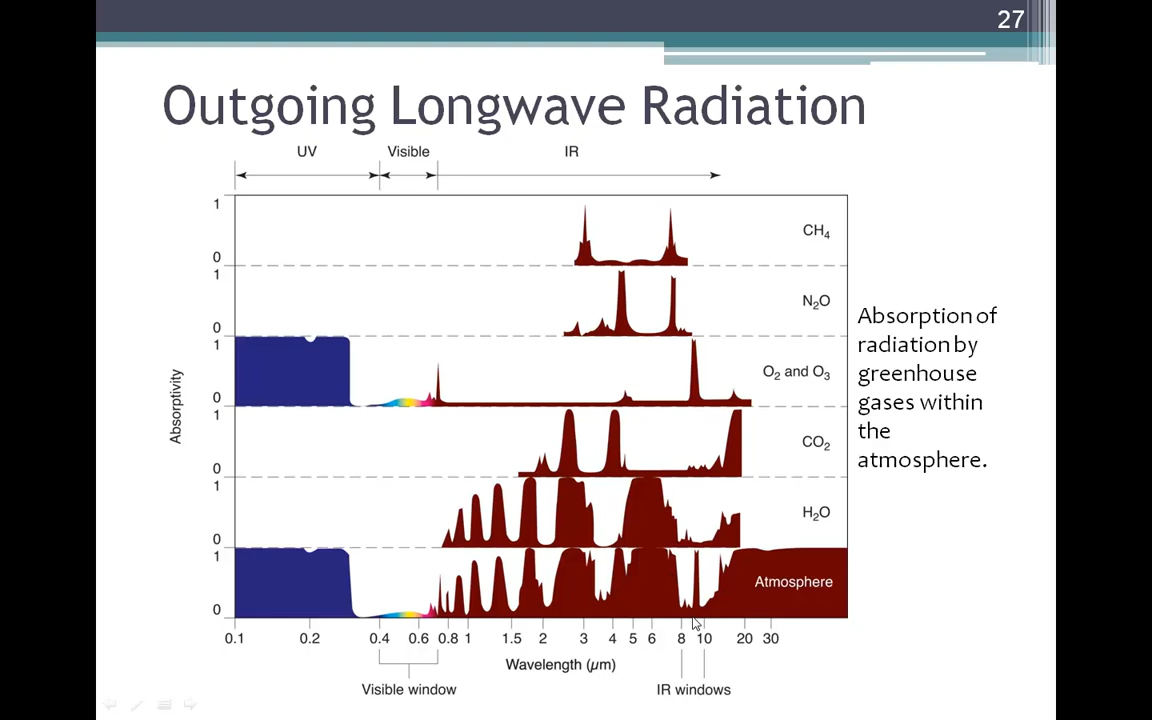 27
Outgoing Longwave Radiation
UV Visible IR
1
CH₄
0
1
N₂O
0
1
O₂ and O₃
0
1
CO₂
0
1
H₂O
0
1
Atmosphere
0
Absorptivity
0.1 0.2 0.4 0.6 0.8 1 1.5 2 3 4 5 6 8 10 20 30
Wavelength (μm)
Visible window IR windows
Absorption of
radiation by
greenhouse
gases within
the
atmosphere.